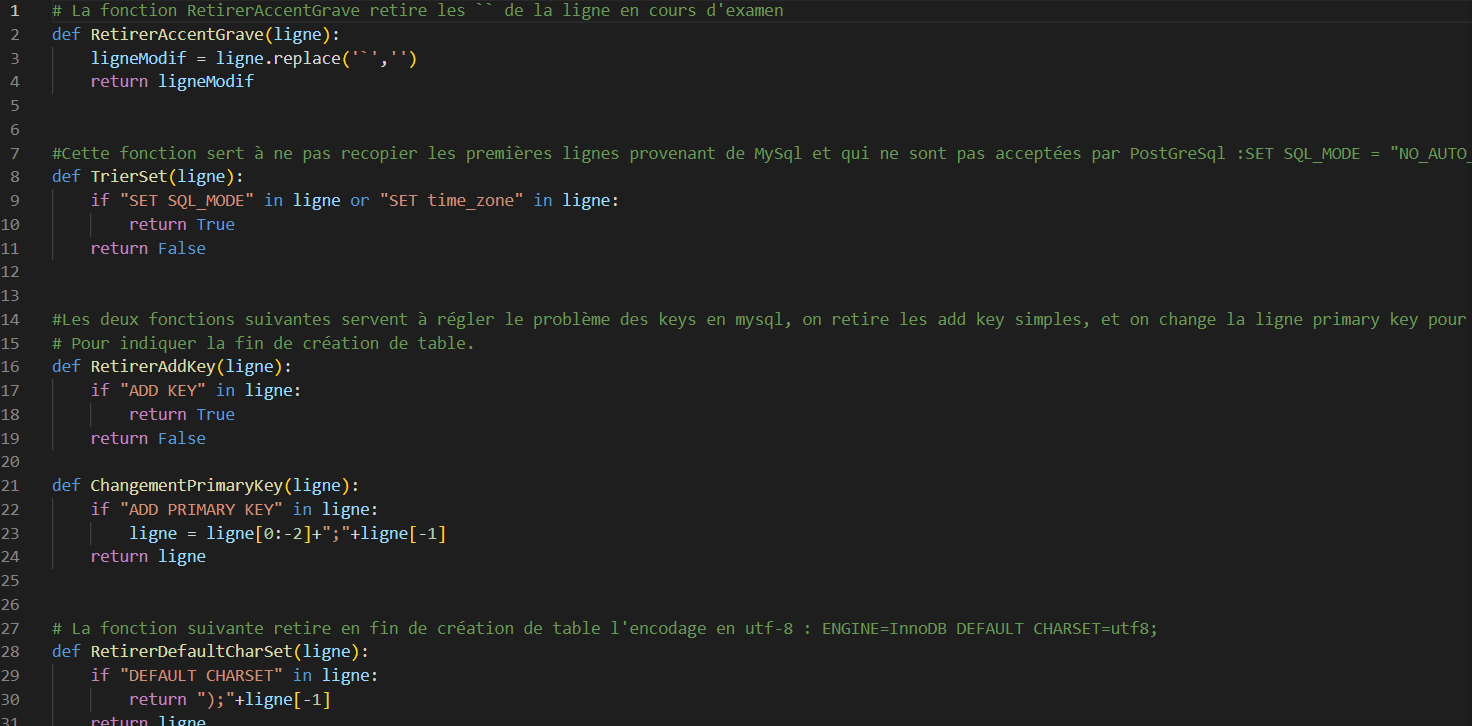 1 # La fonction RetirerAccentGrave retire les `` de la ligne en cours d'examen
2 def RetirerAccentGrave(ligne):
3     ligneModif = ligne.replace('`','')
4     return ligneModif
5
6
7 #Cette fonction sert à ne pas recopier les premières lignes provenant de MySql et qui ne sont pas acceptées par PostGreSql :SET SQL_MODE = "NO_AUTO_
8 def TrierSet(ligne):
9     if "SET SQL_MODE" in ligne or "SET time_zone" in ligne:
10         return True
11     return False
12
13
14 #Les deux fonctions suivantes servent à régler le problème des keys en mysql, on retire les add key simples, et on change la ligne primary key pour
15 # Pour indiquer la fin de création de table.
16 def RetirerAddKey(ligne):
17     if "ADD KEY" in ligne:
18         return True
19     return False
20
21 def ChangementPrimaryKey(ligne):
22     if "ADD PRIMARY KEY" in ligne:
23         ligne = ligne[0:-2]+";"+ligne[-1]
24     return ligne
25
26
27 # La fonction suivante retire en fin de création de table l'encodage en utf-8 : ENGINE=InnoDB DEFAULT CHARSET=utf8;
28 def RetirerDefaultCharSet(ligne):
29     if "DEFAULT CHARSET" in ligne:
30         return ");"+ligne[-1]
31     return ligne